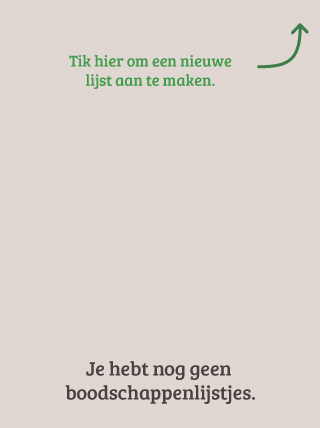 Tik hier om een nieuwe
lijst aan te maken.
Je hebt nog geen
boodschappenlijstjes.